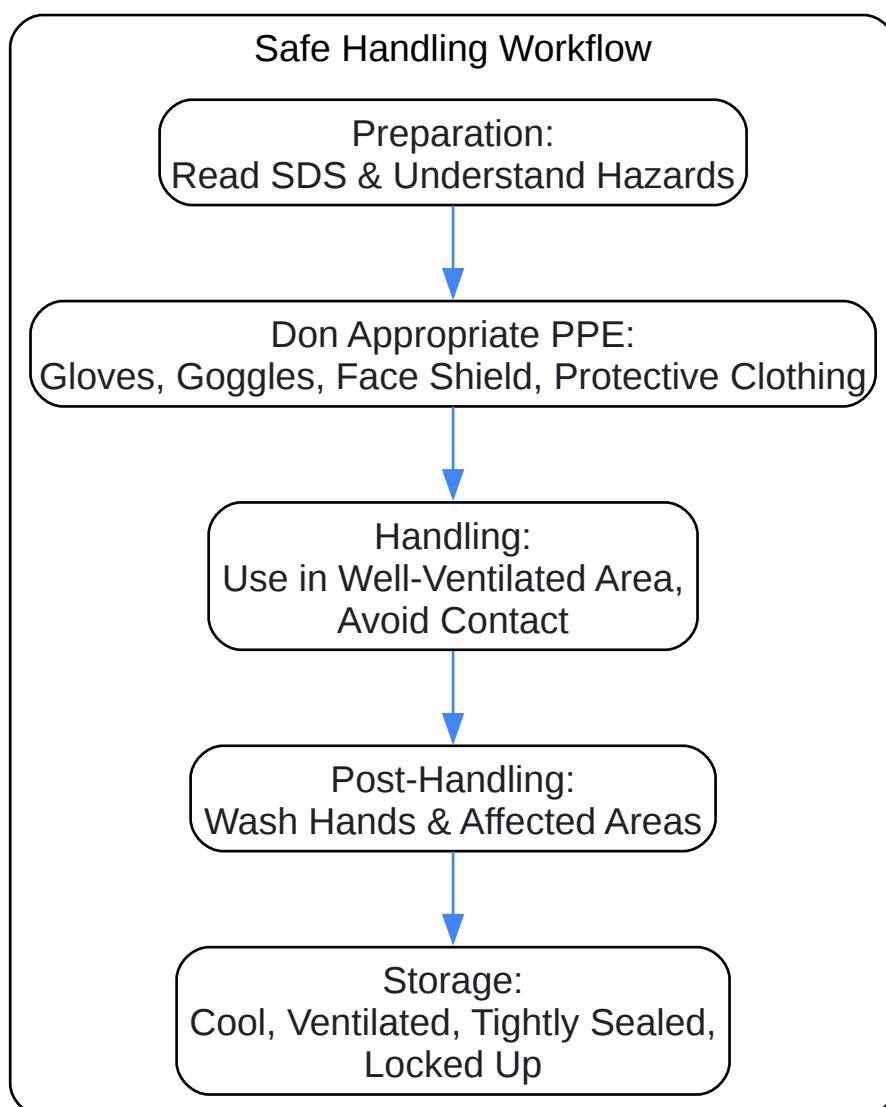 Safe Handling Workflow
Preparation:
Read SDS & Understand Hazards
Don Appropriate PPE:
Gloves, Goggles, Face Shield, Protective Clothing
Handling:
Use in Well-Ventilated Area,
Avoid Contact
Post-Handling:
Wash Hands & Affected Areas
Storage:
Cool, Ventilated, Tightly Sealed,
Locked Up